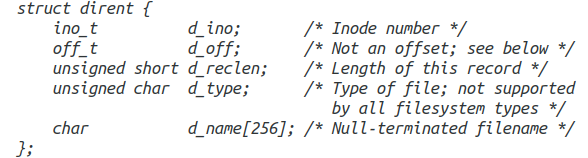 struct dirent {
    ino_t          d_ino;       /* Inode number */
    off_t          d_off;       /* Not an offset; see below */
    unsigned short d_reclen;    /* Length of this record */
    unsigned char  d_type;      /* Type of file; not supported
                                   by all filesystem types */
    char           d_name[256]; /* Null-terminated filename */
};